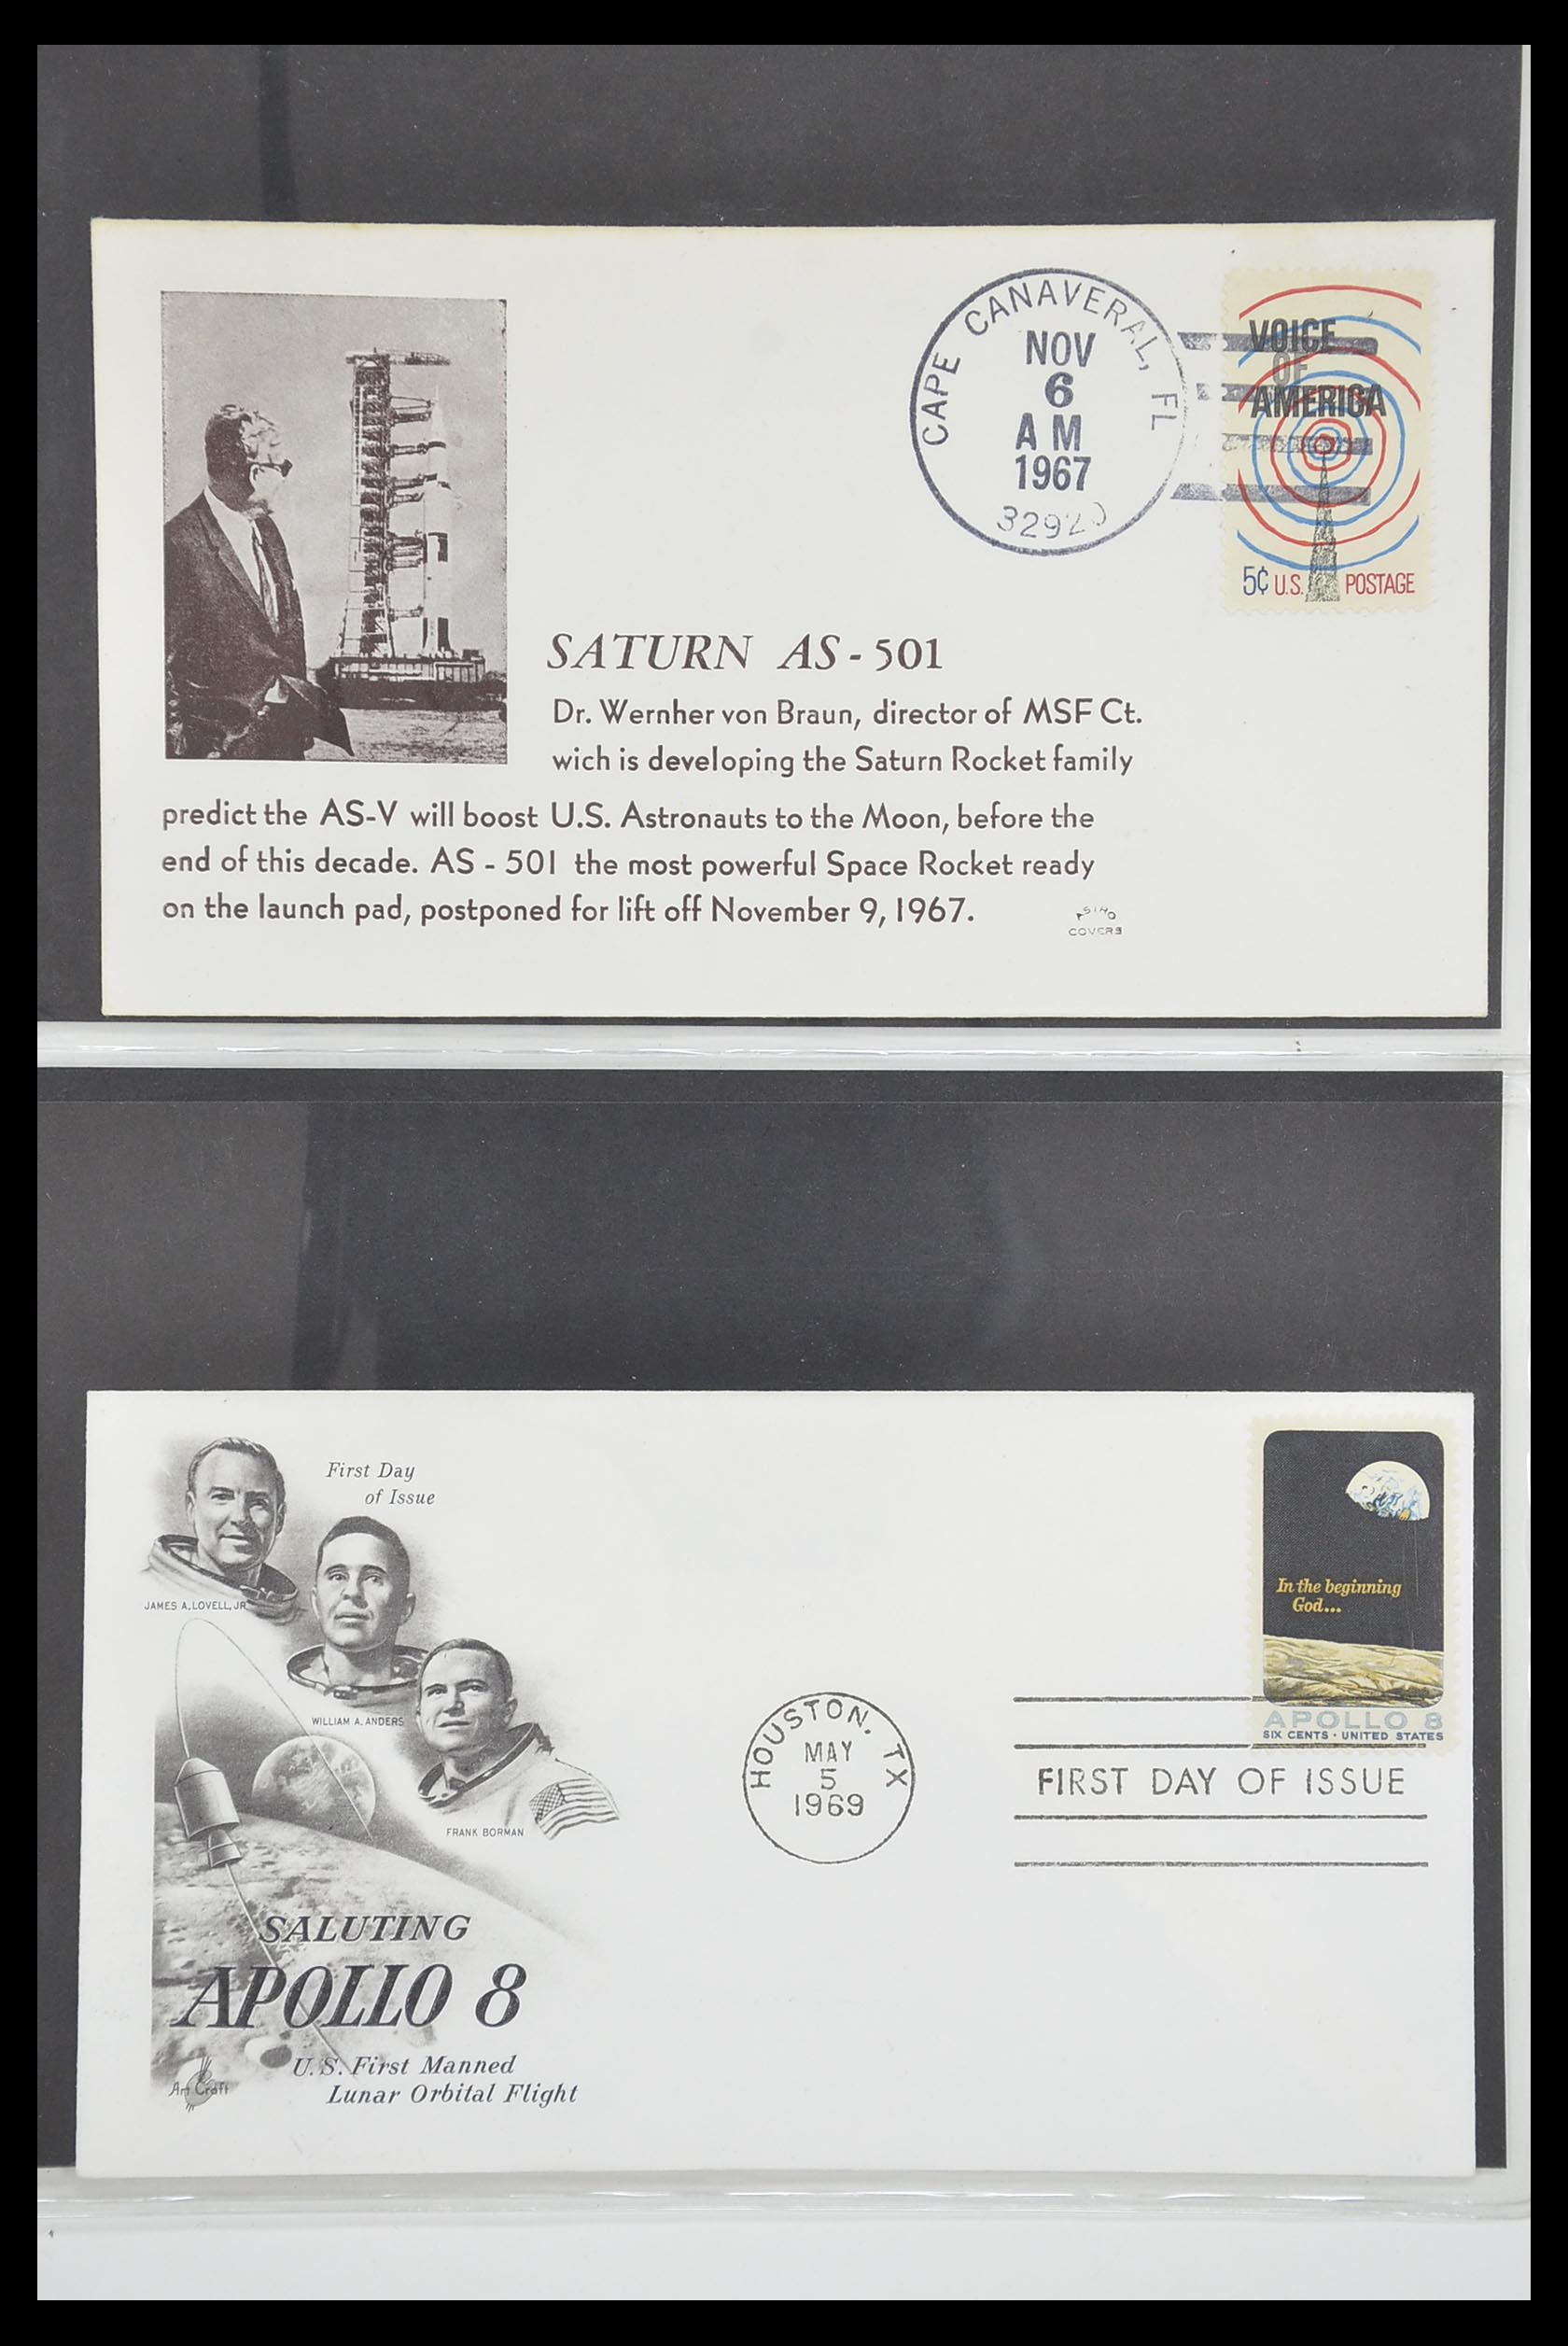 CAPE CANAVERAL, FL
NOV
6
AM
1967
VOICE
OF
AMERICA
5¢ U.S. POSTAGE
SATURN AS-501
Dr. Wernher von Braun, director of MSF Ct.
wich is developing the Saturn Rocket family
predict the AS-V will boost U.S. Astronauts to the Moon, before the
end of this decade. AS - 501 the most powerful Space Rocket ready
on the launch pad, postponed for lift off November 9, 1967.
COVERS
First Day
of Issue
JAMES A. LOVELL, JR
WILLIAM A. ANDERS
FRANK BORMAN
In the beginning
God...
APOLLO 8
SIX CENTS · UNITED STATES
HOUSTON, TX
MAY
5
1969
FIRST DAY OF ISSUE
SALUTING
APOLLO 8
U.S. First Manned
Lunar Orbital Flight
Art Craft